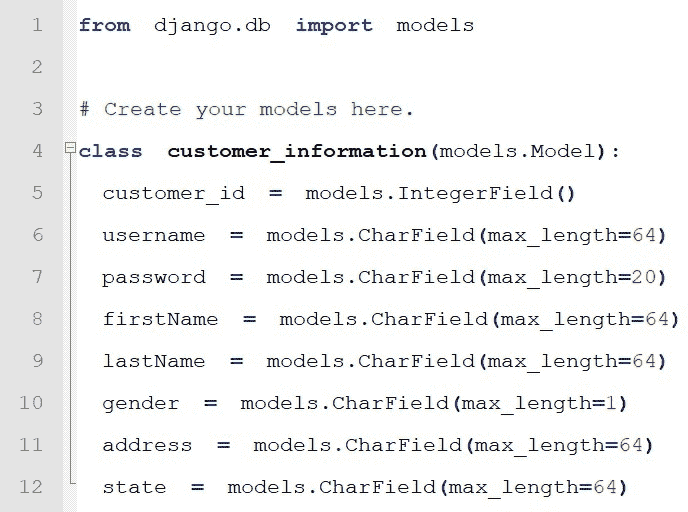 1 from django.db import models
2
3 # Create your models here.
4 class customer_information(models.Model):
5 customer_id = models.IntegerField()
6 username = models.CharField(max_length=64)
7 password = models.CharField(max_length=20)
8 firstName = models.CharField(max_length=64)
9 lastName = models.CharField(max_length=64)
10 gender = models.CharField(max_length=1)
11 address = models.CharField(max_length=64)
12 state = models.CharField(max_length=64)